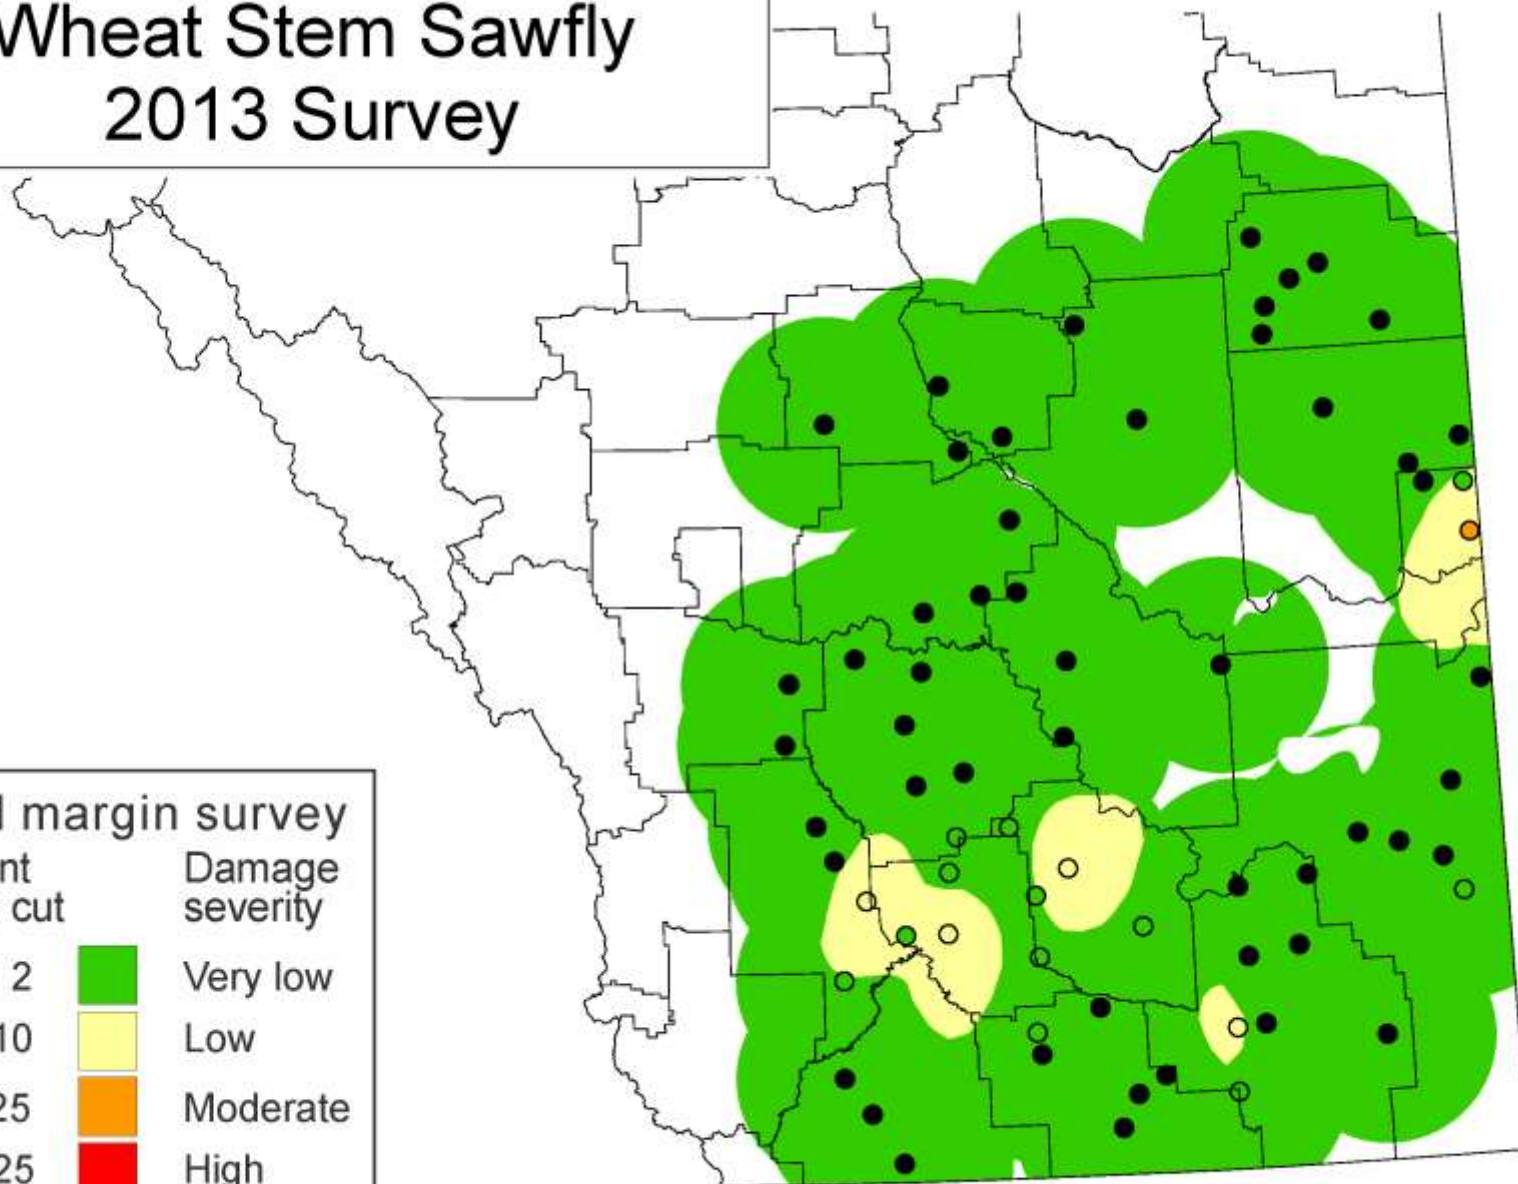 Wheat Stem Sawfly
2013 Survey
margin survey
Damage
cut severity
2 Very low
10 Low
25 Moderate
25 High